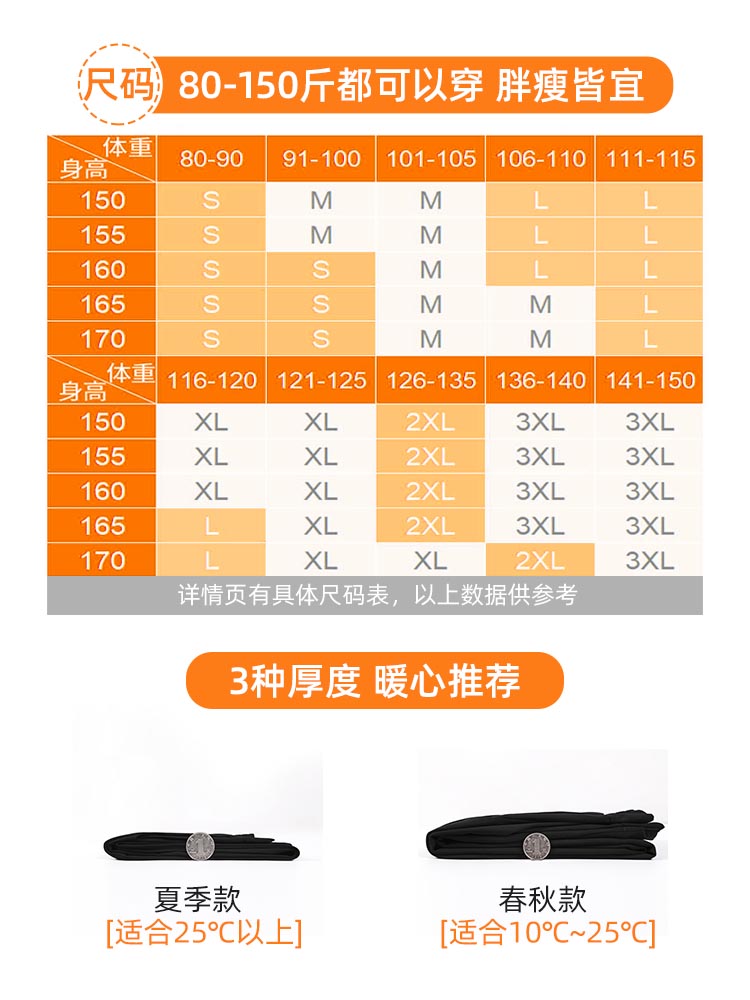 尺码 80-150斤都可以穿 胖瘦皆宜
体重
身高 80-90 91-100 101-105 106-110 111-115
150 S M M L L
155 S M M L L
160 S S M L L
165 S S M M L
170 S S M M L
体重
身高 116-120 121-125 126-135 136-140 141-150
150 XL XL 2XL 3XL 3XL
155 XL XL 2XL 3XL 3XL
160 XL XL 2XL 3XL 3XL
165 L XL 2XL 3XL 3XL
170 L XL XL 2XL 3XL
详情页有具体尺码表，以上数据供参考
3种厚度 暖心推荐
夏季款 春秋款
[适合25℃以上] [适合10℃~25℃]